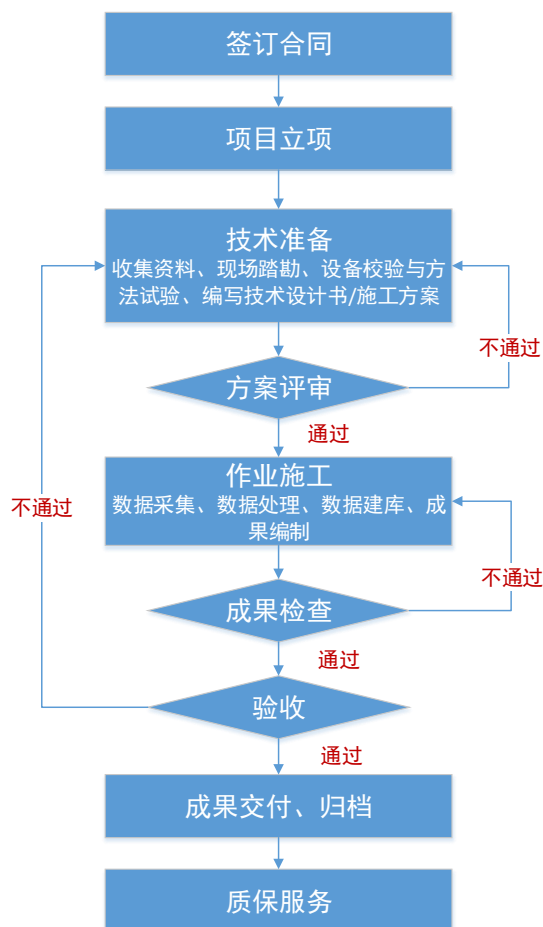 签订合同
项目立项
技术准备
收集资料、现场踏勘、设备校验与方
法试验、编写技术设计书/施工方案
不通过
方案评审
通过
作业施工
数据采集、数据处理、数据建库、成
果编制
不通过
不通过
成果检查
通过
验收
通过
成果交付、归档
质保服务